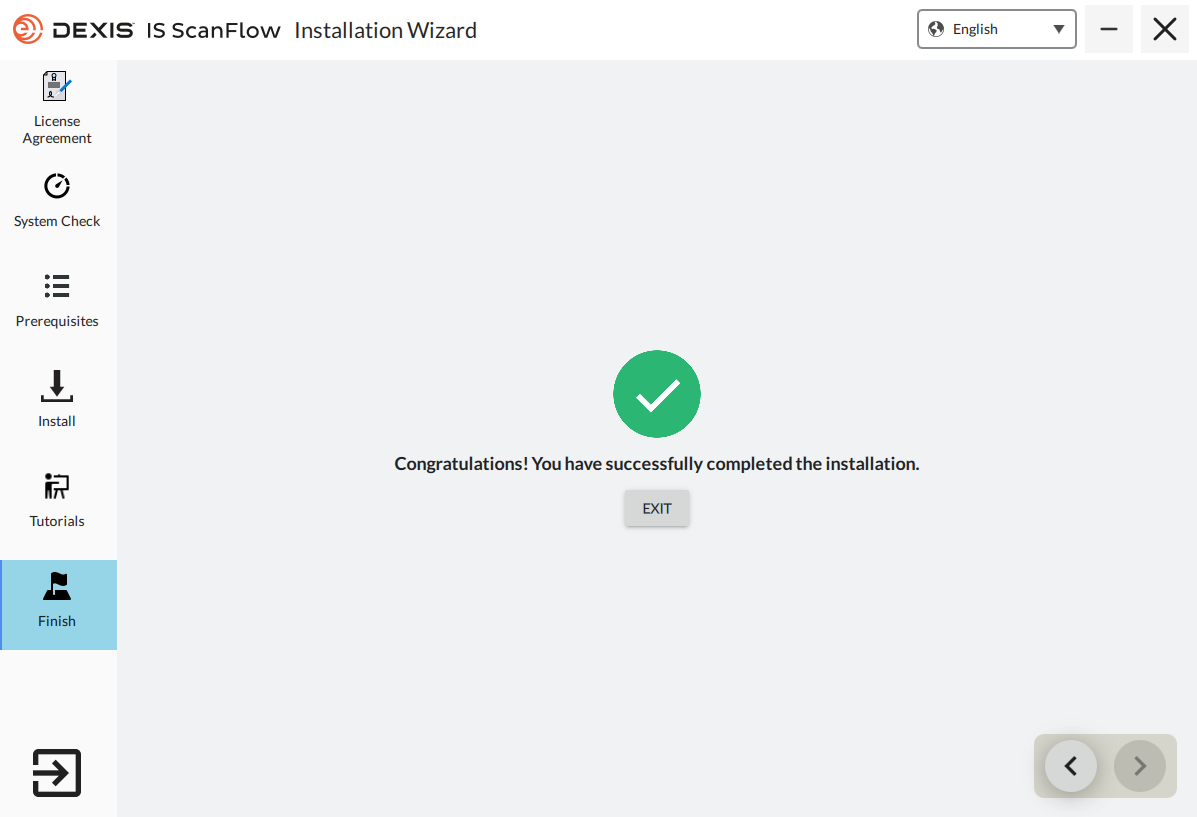 DEXIS IS ScanFlow Installation Wizard
English
License
Agreement
System Check
Prerequisites
Install
Tutorials
Finish
Congratulations! You have successfully completed the installation.
EXIT